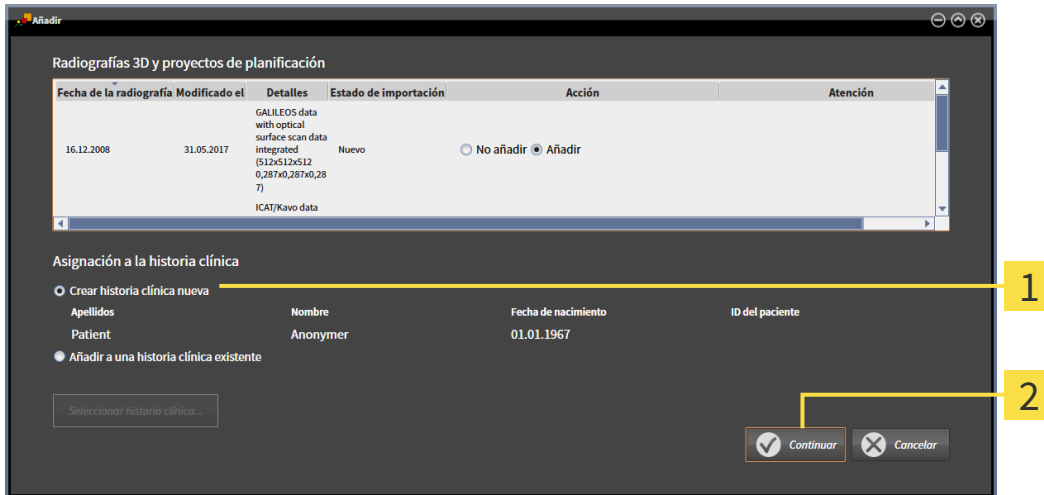 Añadir
Radiografías 3D y proyectos de planificación
Fecha de la radiografía Modificado el Detalles Estado de importación Acción Atención
GALILEOS data
with optical
surface scan data
16.12.2008 31.05.2017 integrated Nuevo No añadir Añadir
(512x512x512
0,287x0,287x0,28
7)
ICAT/Kavo data
Asignación a la historia clínica
Crear historia clínica nueva
1
Apellidos Nombre Fecha de nacimiento ID del paciente
Patient Anonymer 01.01.1967
Añadir a una historia clínica existente
2
Seleccionar historia clínica...
Continuar Cancelar